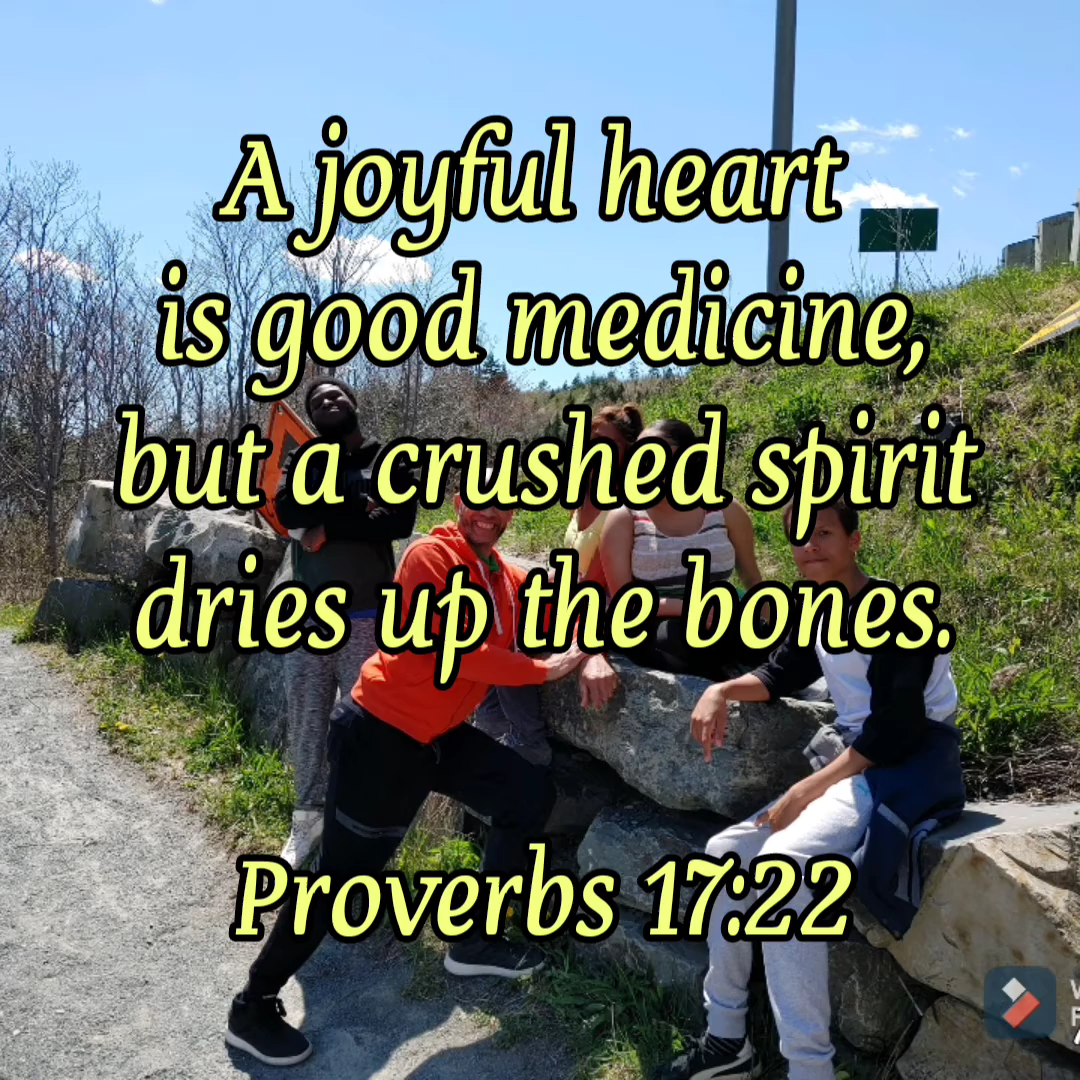 A joyful heart
is good medicine,
but a crushed spirit
dries up the bones.
Proverbs 17:22